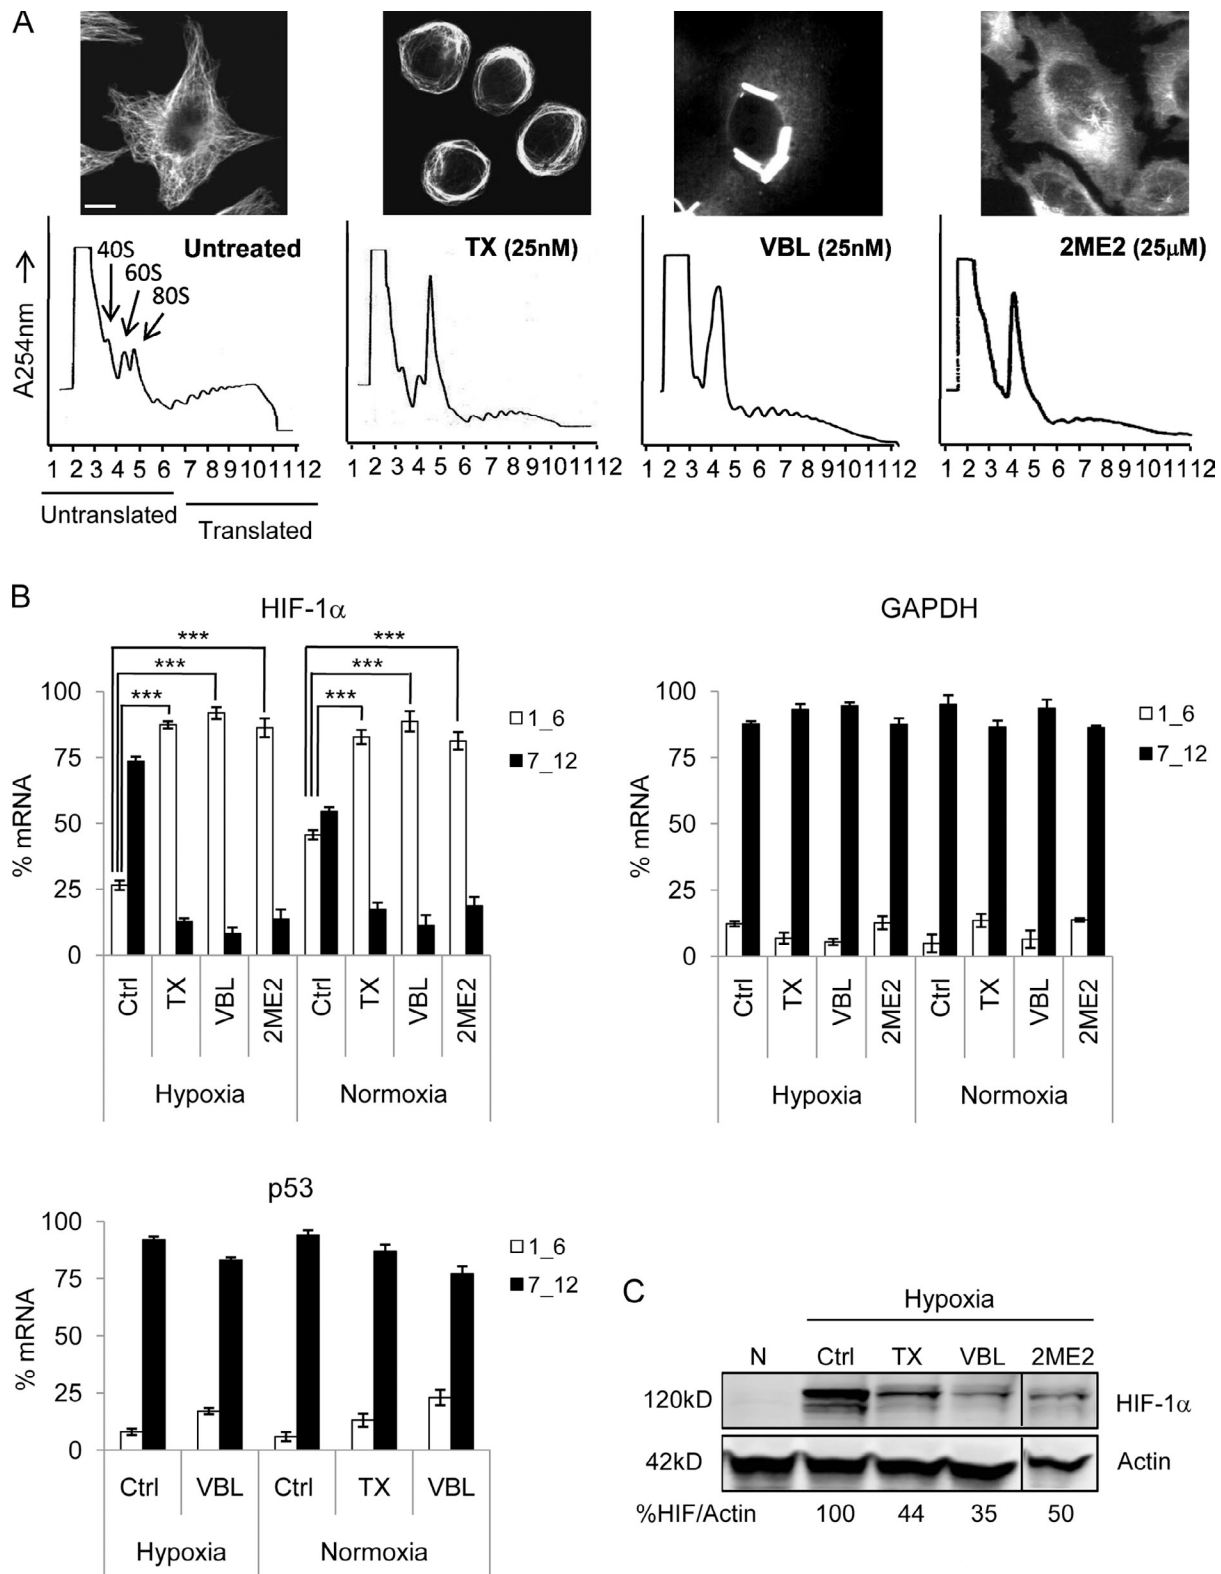 A
Untreated
TX (25nM)
VBL (25nM)
2ME2 (25μM)
40S
60S
80S
A254nm →
1 2 3 4 5 6 7 8 9 10 11 12
1 2 3 4 5 6 7 8 9 10 11 12
1 2 3 4 5 6 7 8 9 10 11 12
1 2 3 4 5 6 7 8 9 10 11 12
Untranslated
Translated
B
HIF-1α
*** ***
*** ***
*** ***
100
75
50
25
0
% mRNA
1_6
7_12
Ctrl TX VBL 2ME2 Ctrl TX VBL 2ME2
Hypoxia Normoxia
GAPDH
100
75
50
25
0
% mRNA
1_6
7_12
Ctrl TX VBL 2ME2 Ctrl TX VBL 2ME2
Hypoxia Normoxia
p53
100
75
50
25
0
% mRNA
1_6
7_12
Ctrl VBL Ctrl TX VBL
Hypoxia Normoxia
C
Hypoxia
N Ctrl TX VBL 2ME2
120kD HIF-1α
42kD Actin
%HIF/Actin 100 44 35 50